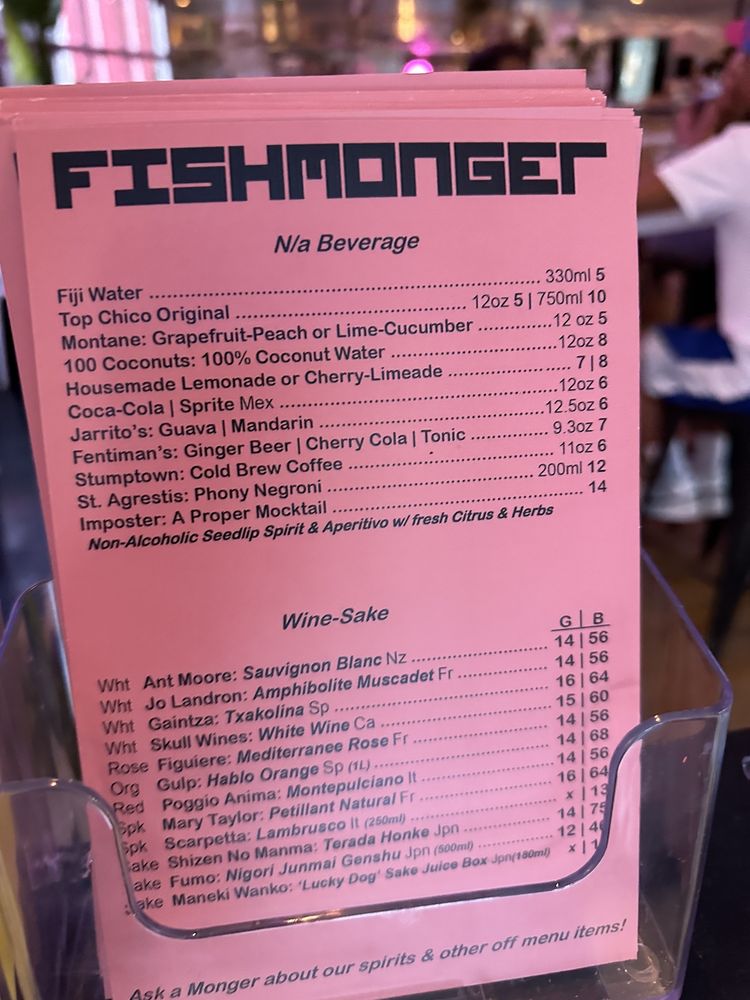 FISHMONGER
N/a Beverage
Fiji Water ........ 330ml 5
Top Chico Original ........ 12oz 5 | 750ml 10
Montane: Grapefruit-Peach or Lime-Cucumber ........ 12 oz 5
100 Coconuts: 100% Coconut Water ........ 12oz 8
Housemade Lemonade or Cherry-Limeade ........ 7 | 8
Coca-Cola | Sprite Mex ........ 12oz 6
Jarrito's: Guava | Mandarin ........ 12.5oz 6
Fentiman's: Ginger Beer | Cherry Cola | Tonic ........ 9.3oz 7
Stumptown: Cold Brew Coffee ........ 11oz 6
St. Agrestis: Phony Negroni ........ 200ml 12
Imposter: A Proper Mocktail ........ 14
Non-Alcoholic Seedlip Spirit & Aperitivo w/ fresh Citrus & Herbs
Wine-Sake
G | B
Wht Ant Moore: Sauvignon Blanc Nz ........ 14 | 56
Wht Jo Landron: Amphibolite Muscadet Fr ........ 14 | 56
Wht Gaintza: Txakolina Sp ........ 16 | 64
Wht Skull Wines: White Wine Ca ........ 15 | 60
Rose Figuiere: Mediterranee Rose Fr ........ 14 | 56
Org Gulp: Hablo Orange Sp (1L) ........ 14 | 68
Red Poggio Anima: Montepulciano It ........ 14 | 56
Spk Mary Taylor: Petillant Natural Fr ........ 16 | 64
Spk Scarpetta: Lambrusco It (250ml) ........ x | 13
Sake Shizen No Manma: Terada Honke Jpn ........ 14 | 75
Sake Fumo: Nigori Junmai Genshu Jpn (500ml) ........ 12 |
Sake Maneki Wanko: 'Lucky Dog' Sake Juice Box Jpn(180ml) x |
Ask a Monger about our spirits & other off menu items!